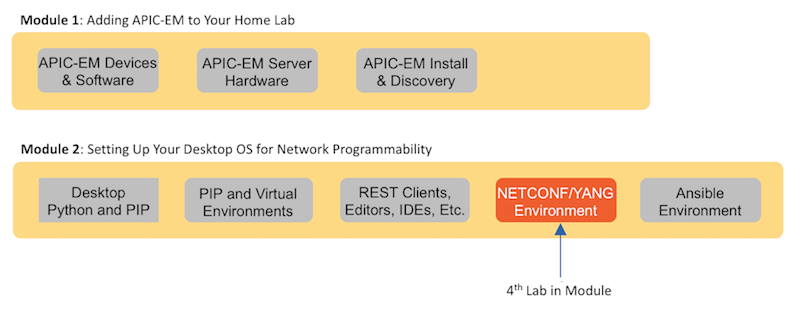 Module 1: Adding APIC-EM to Your Home Lab
APIC-EM Devices
& Software
APIC-EM Server
Hardware
APIC-EM Install
& Discovery
Module 2: Setting Up Your Desktop OS for Network Programmability
Desktop
Python and PIP
PIP and Virtual
Environments
REST Clients,
Editors, IDEs, Etc.
NETCONF/YANG
Environment
Ansible
Environment
4th Lab in Module